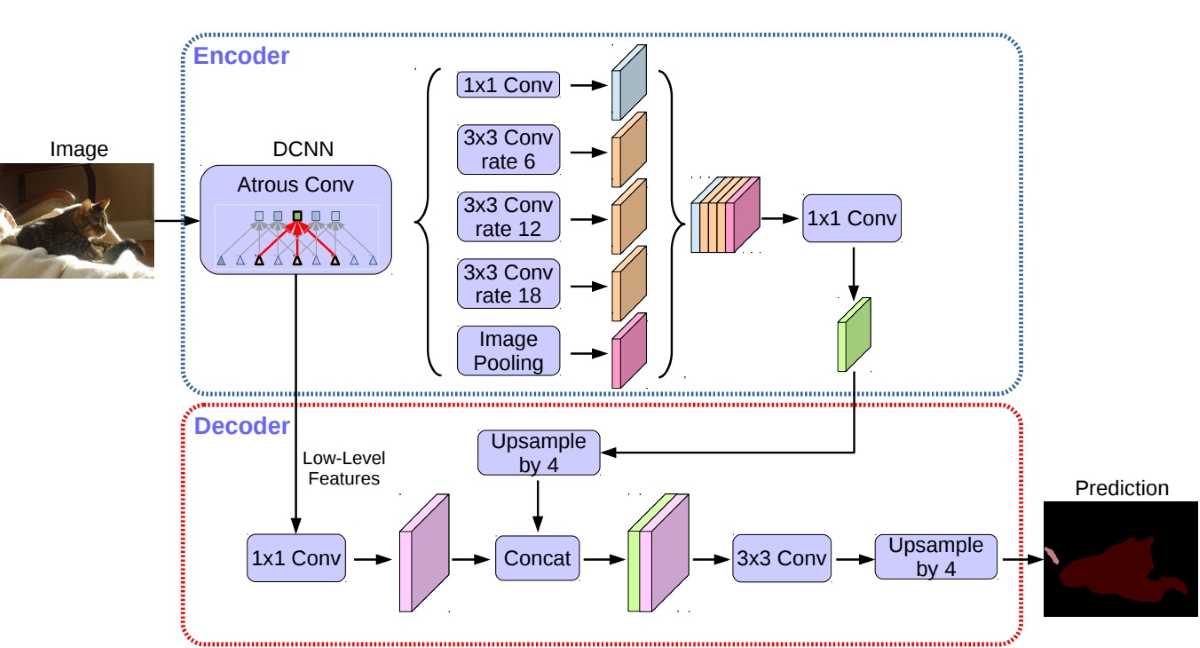 Encoder
Image
DCNN
Atrous Conv
1x1 Conv
3x3 Conv
rate 6
3x3 Conv
rate 12
3x3 Conv
rate 18
Image
Pooling
1x1 Conv
Decoder
Low-Level
Features
Upsample
by 4
1x1 Conv
Concat
3x3 Conv
Upsample
by 4
Prediction